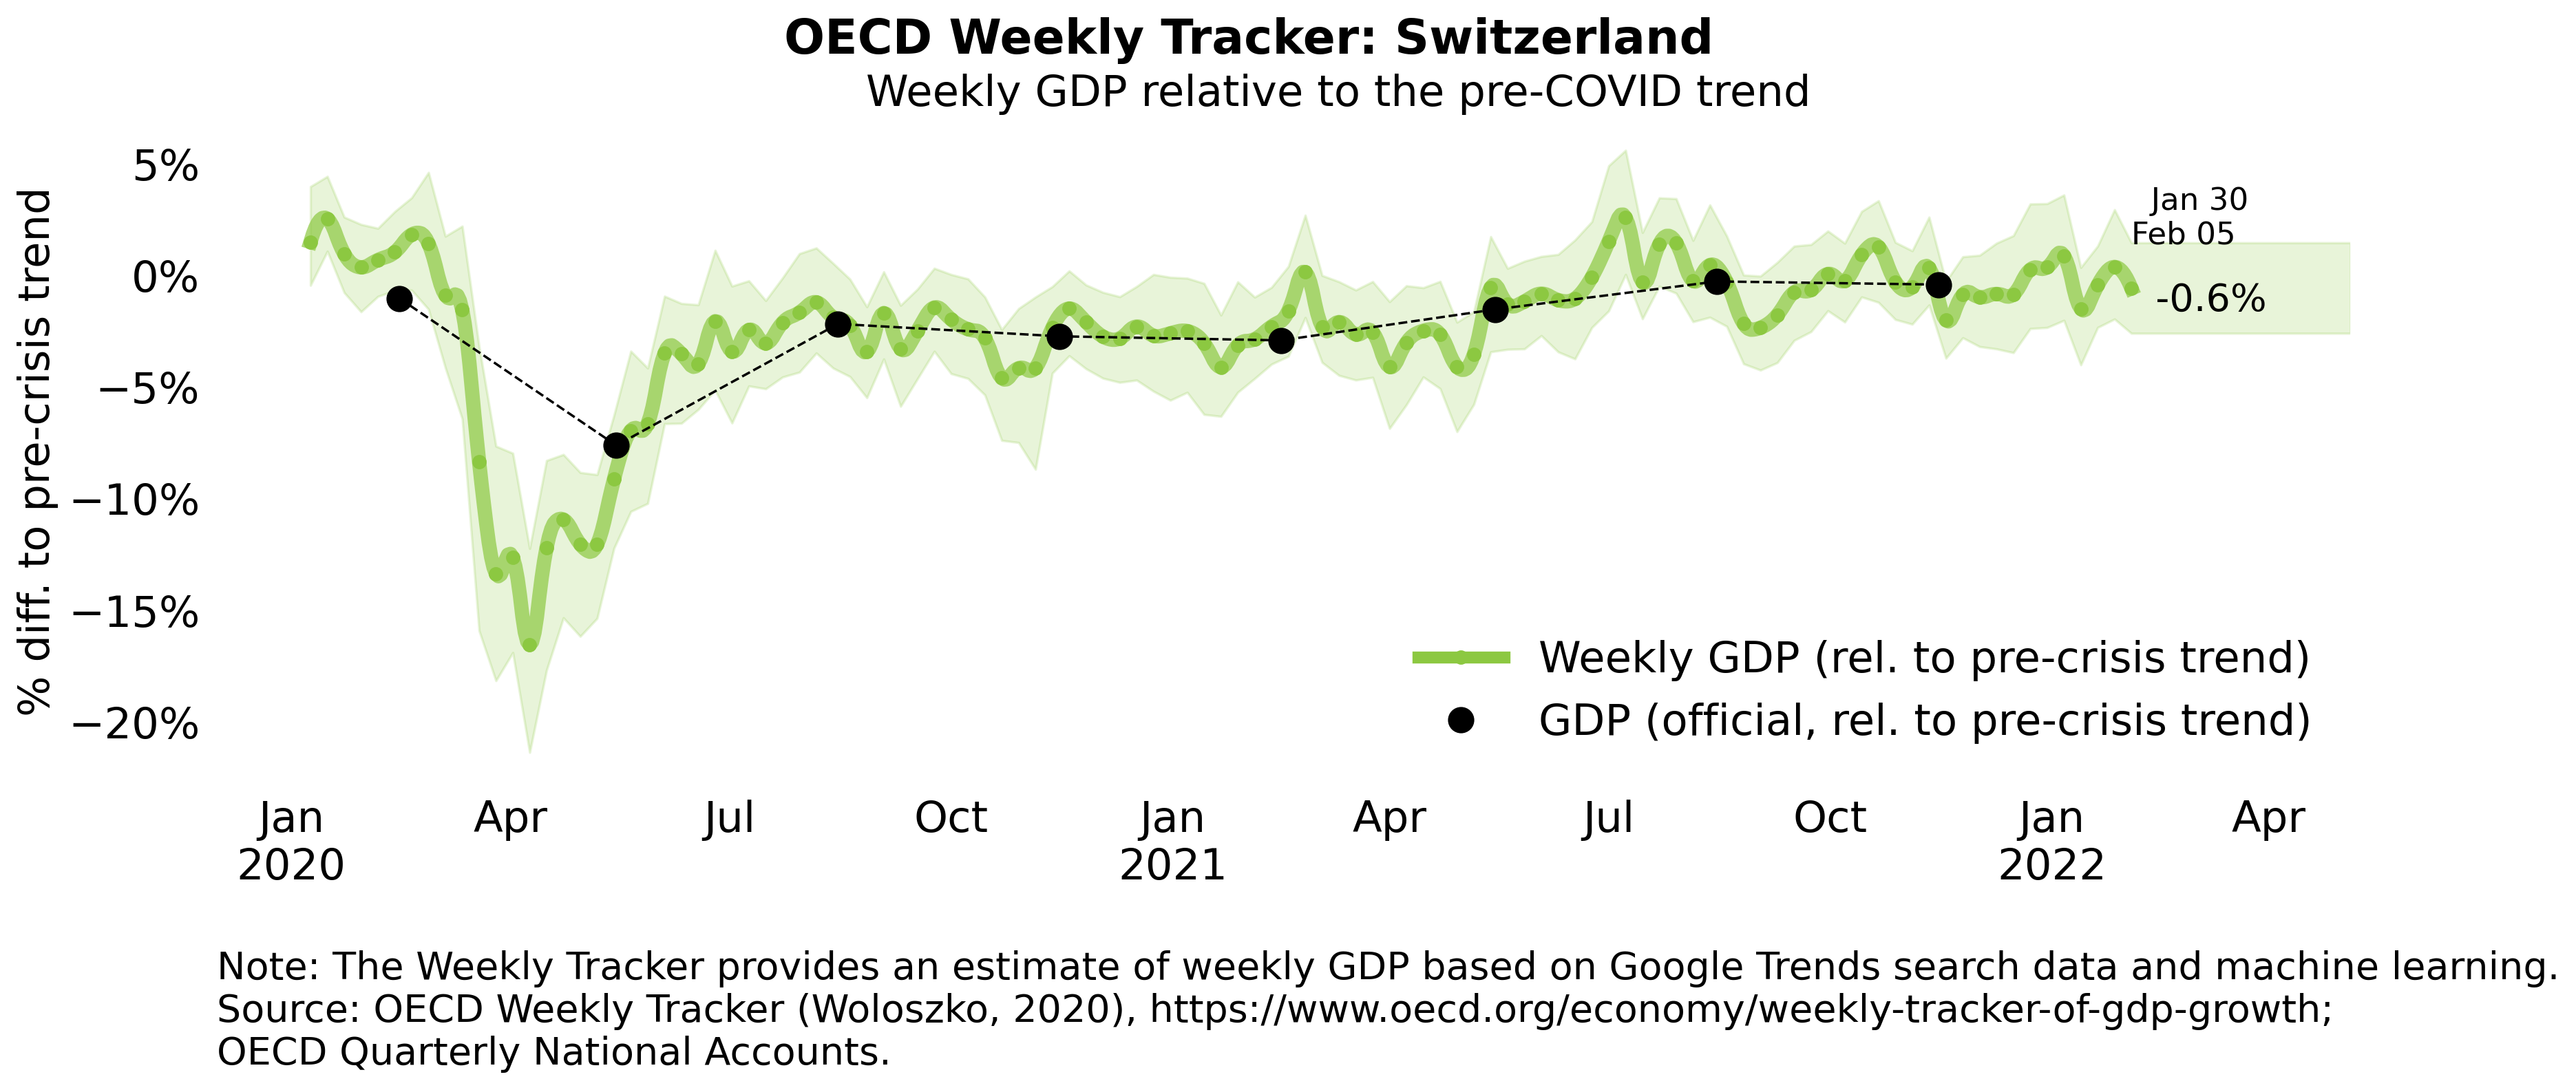 OECD Weekly Tracker: Switzerland
Weekly GDP relative to the pre-COVID trend
% diff. to pre-crisis trend
5%
0%
−5%
−10%
−15%
−20%
Jan 30
Feb 05
-0.6%
Weekly GDP (rel. to pre-crisis trend)
GDP (official, rel. to pre-crisis trend)
Jan Apr Jul Oct Jan Apr Jul Oct Jan Apr
2020 2021 2022
Note: The Weekly Tracker provides an estimate of weekly GDP based on Google Trends search data and machine learning.
Source: OECD Weekly Tracker (Woloszko, 2020), https://www.oecd.org/economy/weekly-tracker-of-gdp-growth;
OECD Quarterly National Accounts.